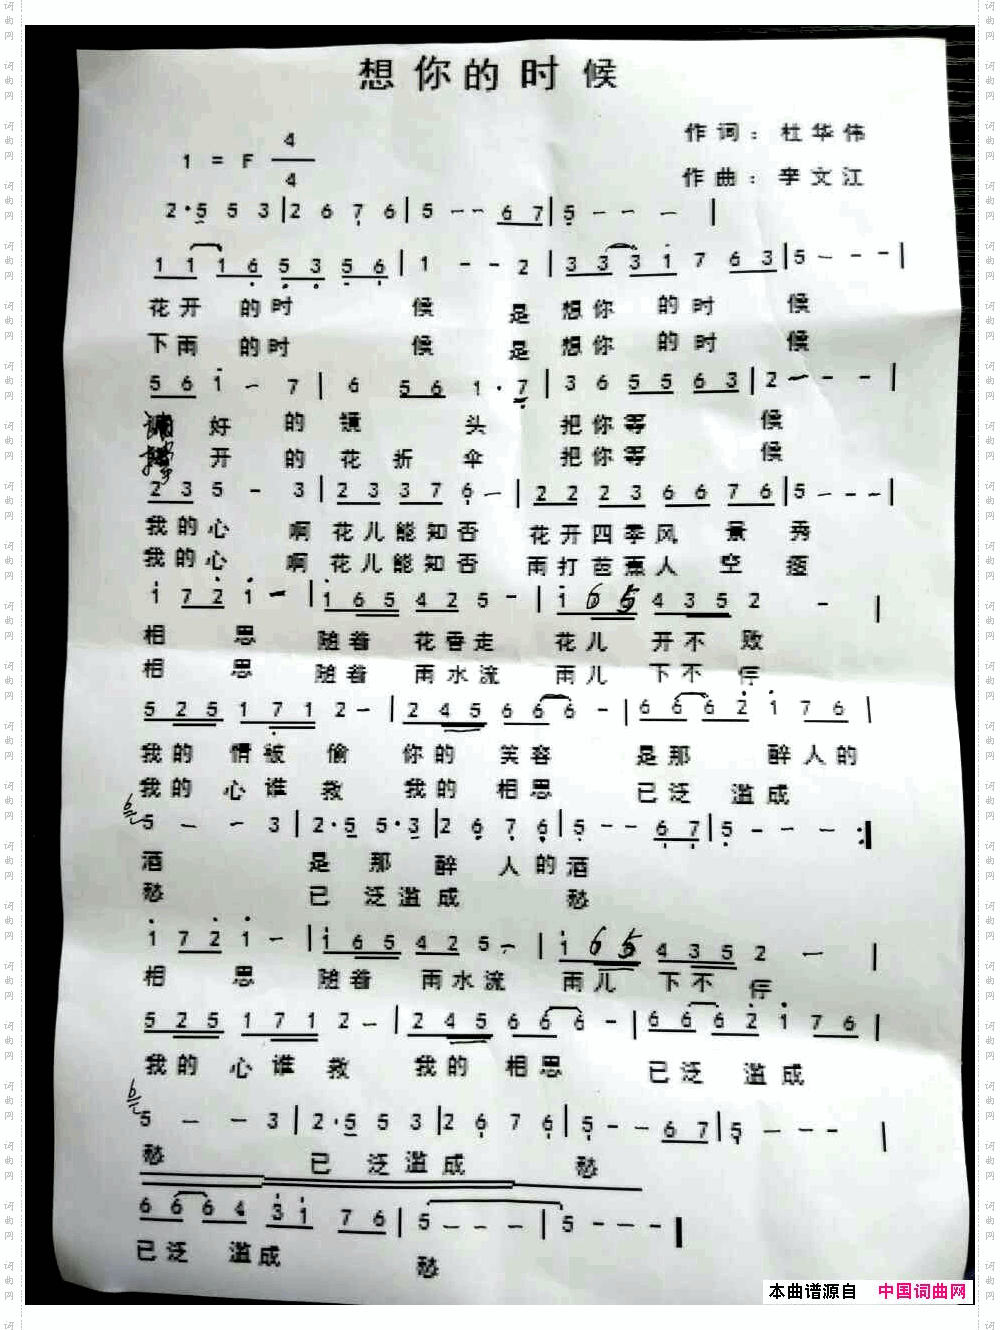 想你的时候
作词：杜华伟
1 = F 4/4
作曲：李文江
2·5 5 3|2 6 7 6|5 -- 6 7|5 - - - |
1 1 1 6 5 3 5 6|1 - - 2|3 3 3 1 7 6 3|5 - - -|
花开 的时 候 是 想你 的时 候
下雨 的时 候 是 想你 的时 候
5 6 1 - 7|6 5 6 1·7|3 6 5 5 6 3|2 - - -|
好 的 镜 头 把你等 候
开 的 花 折 伞 把你等 候
2 3 5 - 3|2 3 3 7 6 -|2 2 2 3 6 6 7 6|5 - - -|
我的心 啊 花儿能知否 花开四季风 景 秀
我的心 啊 花儿能知否 雨打芭蕉人 空 瘦
1 7 2 1 -|1 6 5 4 2 5 -|1 6 5 4 3 5 2 -|
相 思 随着 花香走 花儿 开不 败
相 思 随着 雨水流 雨儿 下不 停
5 2 5 1 7 1 2 -|2 4 5 6 6 6 -|6 6 6 2 1 7 6|
我的 情被 偷 你的 笑容 是那 醉人的
我的 心谁 救 我的 相思 已泛 滥成
6 5 - - 3|2·5 5·3|2 6 7 6|5 - - 6 7|5 - - - :|
酒 是 那 醉 人的酒
愁 已 泛滥成 愁
1 7 2 1 -|1 6 5 4 2 5 -|1 6 5 4 3 5 2 -|
相 思 随着 雨水流 雨儿 下不 停
5 2 5 1 7 1 2 -|2 4 5 6 6 6 -|6 6 6 2 1 7 6|
我的 心谁 救 我的 相思 已泛 滥成
6 5 - - 3|2·5 5 3|2 6 7 6|5 - - 6 7|5 - - - |
愁 已 泛滥成 愁
6 6 6 4 3 1 7 6|5 - - -|5 - - -|
已泛 滥成 愁
本曲谱源自 中国词曲网